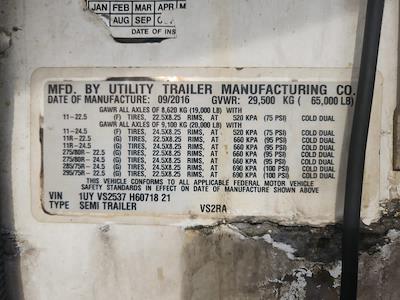 JAN FEB MAR APR M
AUG SEP
DATE OF INS
MFD. BY UTILITY TRAILER MANUFACTURING CO.
DATE OF MANUFACTURE: 09/2016 GVWR: 29,500 KG ( 65,000 LB)
GAWR ALL AXLES OF 8,620 KG (19,000 LB) WITH
11-22.5 (F) TIRES, 22.5X8.25 RIMS, AT 520 KPA (75 PSI) COLD DUAL
GAWR ALL AXLES OF 9,100 KG (20,000 LB) WITH
11-24.5 (F) TIRES, 24.5X8.25 RIMS, AT 520 KPA (75 PSI) COLD DUAL
11R-22.5 (G) TIRES, 22.5X8.25 RIMS, AT 660 KPA (95 PSI) COLD DUAL
11R-24.5 (G) TIRES, 24.5X8.25 RIMS, AT 660 KPA (95 PSI) COLD DUAL
275/80R-22.5 (G) TIRES, 22.5X8.25 RIMS, AT 660 KPA (95 PSI) COLD DUAL
275/80R-24.5 (G) TIRES, 24.5X8.25 RIMS, AT 660 KPA (95 PSI) COLD DUAL
285/75R-24.5 (G) TIRES, 24.5X8.25 RIMS, AT 690 KPA (100 PSI) COLD DUAL
295/75R-22.5 (G) TIRES, 22.5X8.25 RIMS, AT 690 KPA (100 PSI) COLD DUAL
THIS VEHICLE CONFORMS TO ALL APPLICABLE FEDERAL MOTOR VEHICLE
SAFETY STANDARDS IN EFFECT ON DATE OF MANUFACTURE SHOWN ABOVE.
VIN 1UY VS2537 H60718 21
TYPE SEMI TRAILER VS2RA